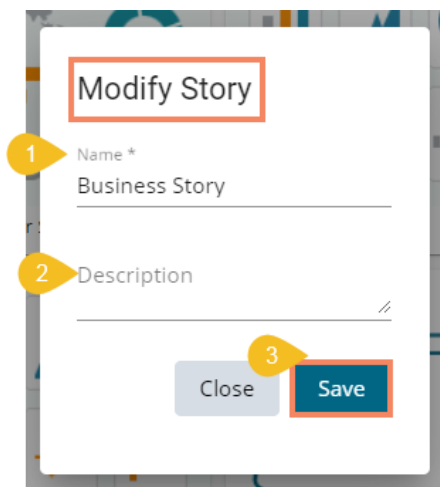 Modify Story
1
Name *
Business Story
2
Description
3
Close
Save